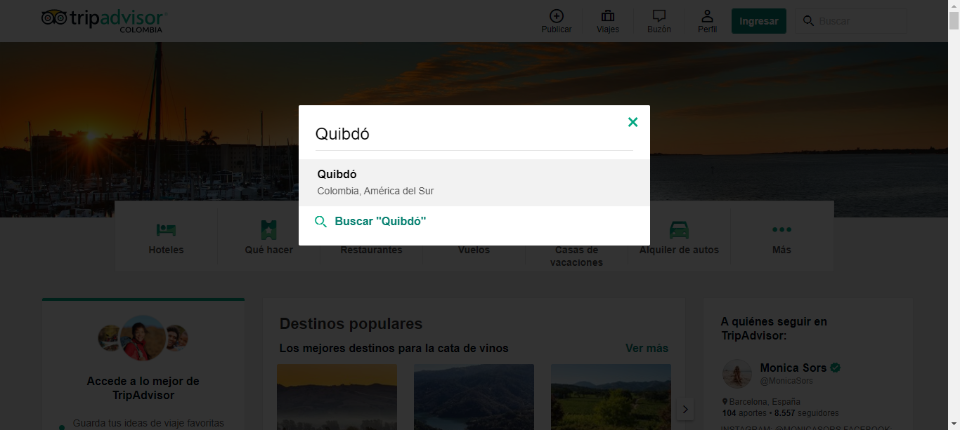 tripadvisor
COLOMBIA
Publicar
Viajes
Buzón
Perfil
Ingresar
Buscar
Quibdó
Quibdó
Colombia, América del Sur
Buscar "Quibdó"
Hoteles
Qué hacer
Restaurantes
Vuelos
Casas de vacaciones
Alquiler de autos
Más
Accede a lo mejor de
TripAdvisor
Guarda tus ideas de viaje favoritas
Destinos populares
Los mejores destinos para la cata de vinos
Ver más
A quiénes seguir en
TripAdvisor:
Monica Sors
@MonicaSors
Barcelona, España
104 aportes • 8.557 seguidores